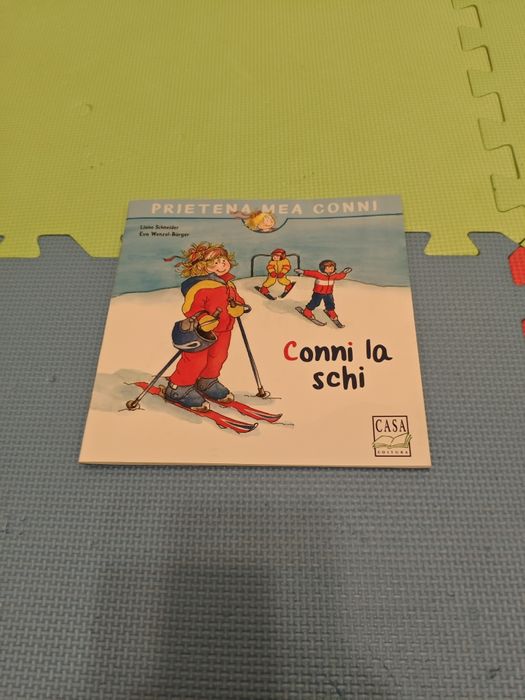 PRIETENA MEA CONNI
Liane Schneider
Eva Wenzel-Bürger
Conni la
schi
CASA
EDITURA